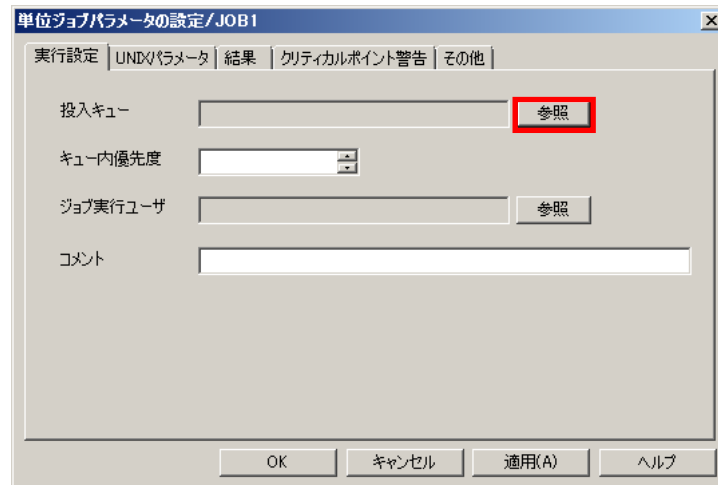 単位ジョブパラメータの設定/JOB1
実行設定 UNIXパラメータ 結果 クリティカルポイント警告 その他
投入キュー 参照
キュー内優先度
ジョブ実行ユーザ 参照
コメント
OK キャンセル 適用(A) ヘルプ